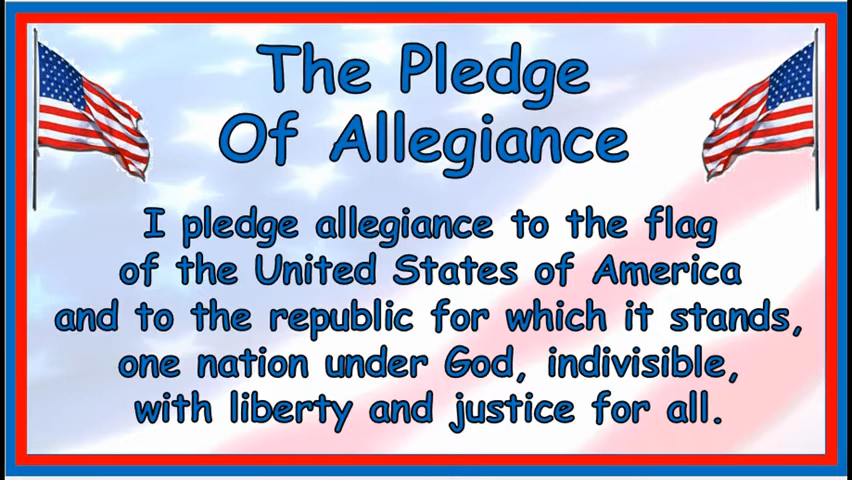 The Pledge
Of Allegiance
I pledge allegiance to the flag
of the United States of America
and to the republic for which it stands,
one nation under God, indivisible,
with liberty and justice for all.